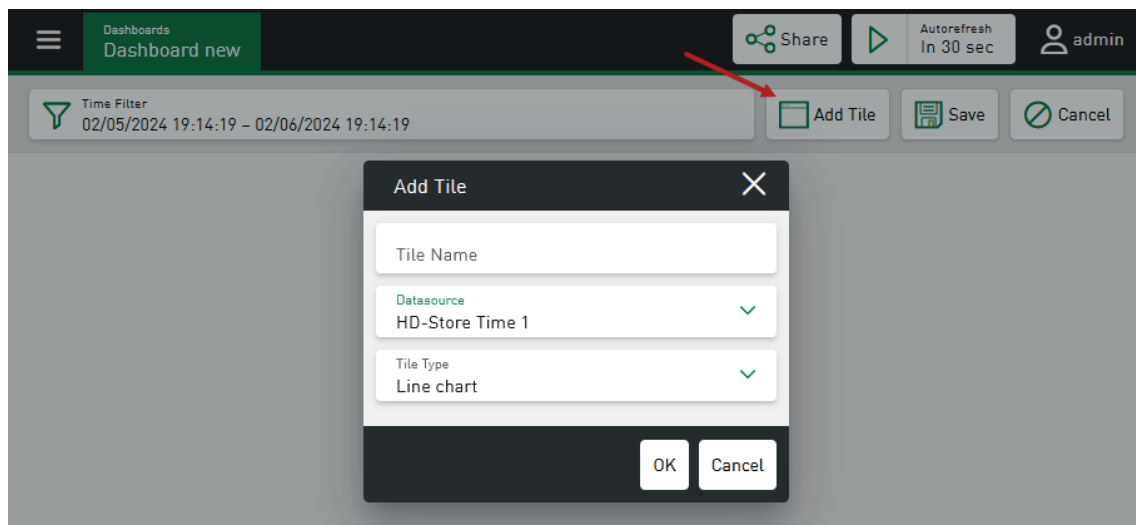 Dashboards
Dashboard new
Share
Autorefresh
In 30 sec
admin
Time Filter
02/05/2024 19:14:19 – 02/06/2024 19:14:19
Add Tile
Save
Cancel
Add Tile
Tile Name
Datasource
HD-Store Time 1
Tile Type
Line chart
OK
Cancel